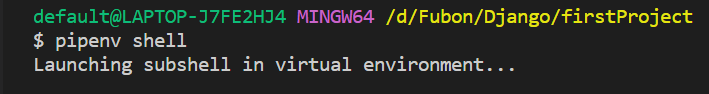 default@LAPTOP-J7FE2HJ4 MINGW64 /d/Fubon/Django/firstProject
$ pipenv shell
Launching subshell in virtual environment...